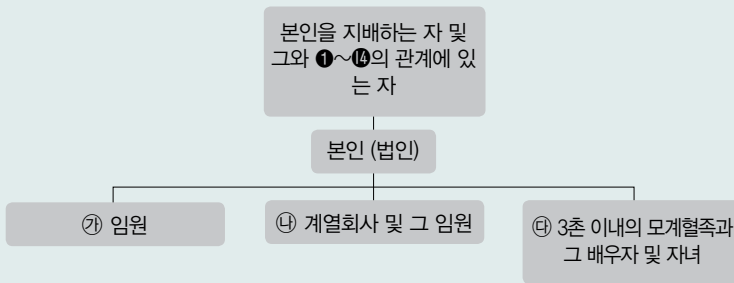 본인을 지배하는 자 및
그와 ❶~⓮의 관계에 있
는 자
본인 (법인)
㉮ 임원
㉯ 계열회사 및 그 임원
㉰ 3촌 이내의 모계혈족과
그 배우자 및 자녀